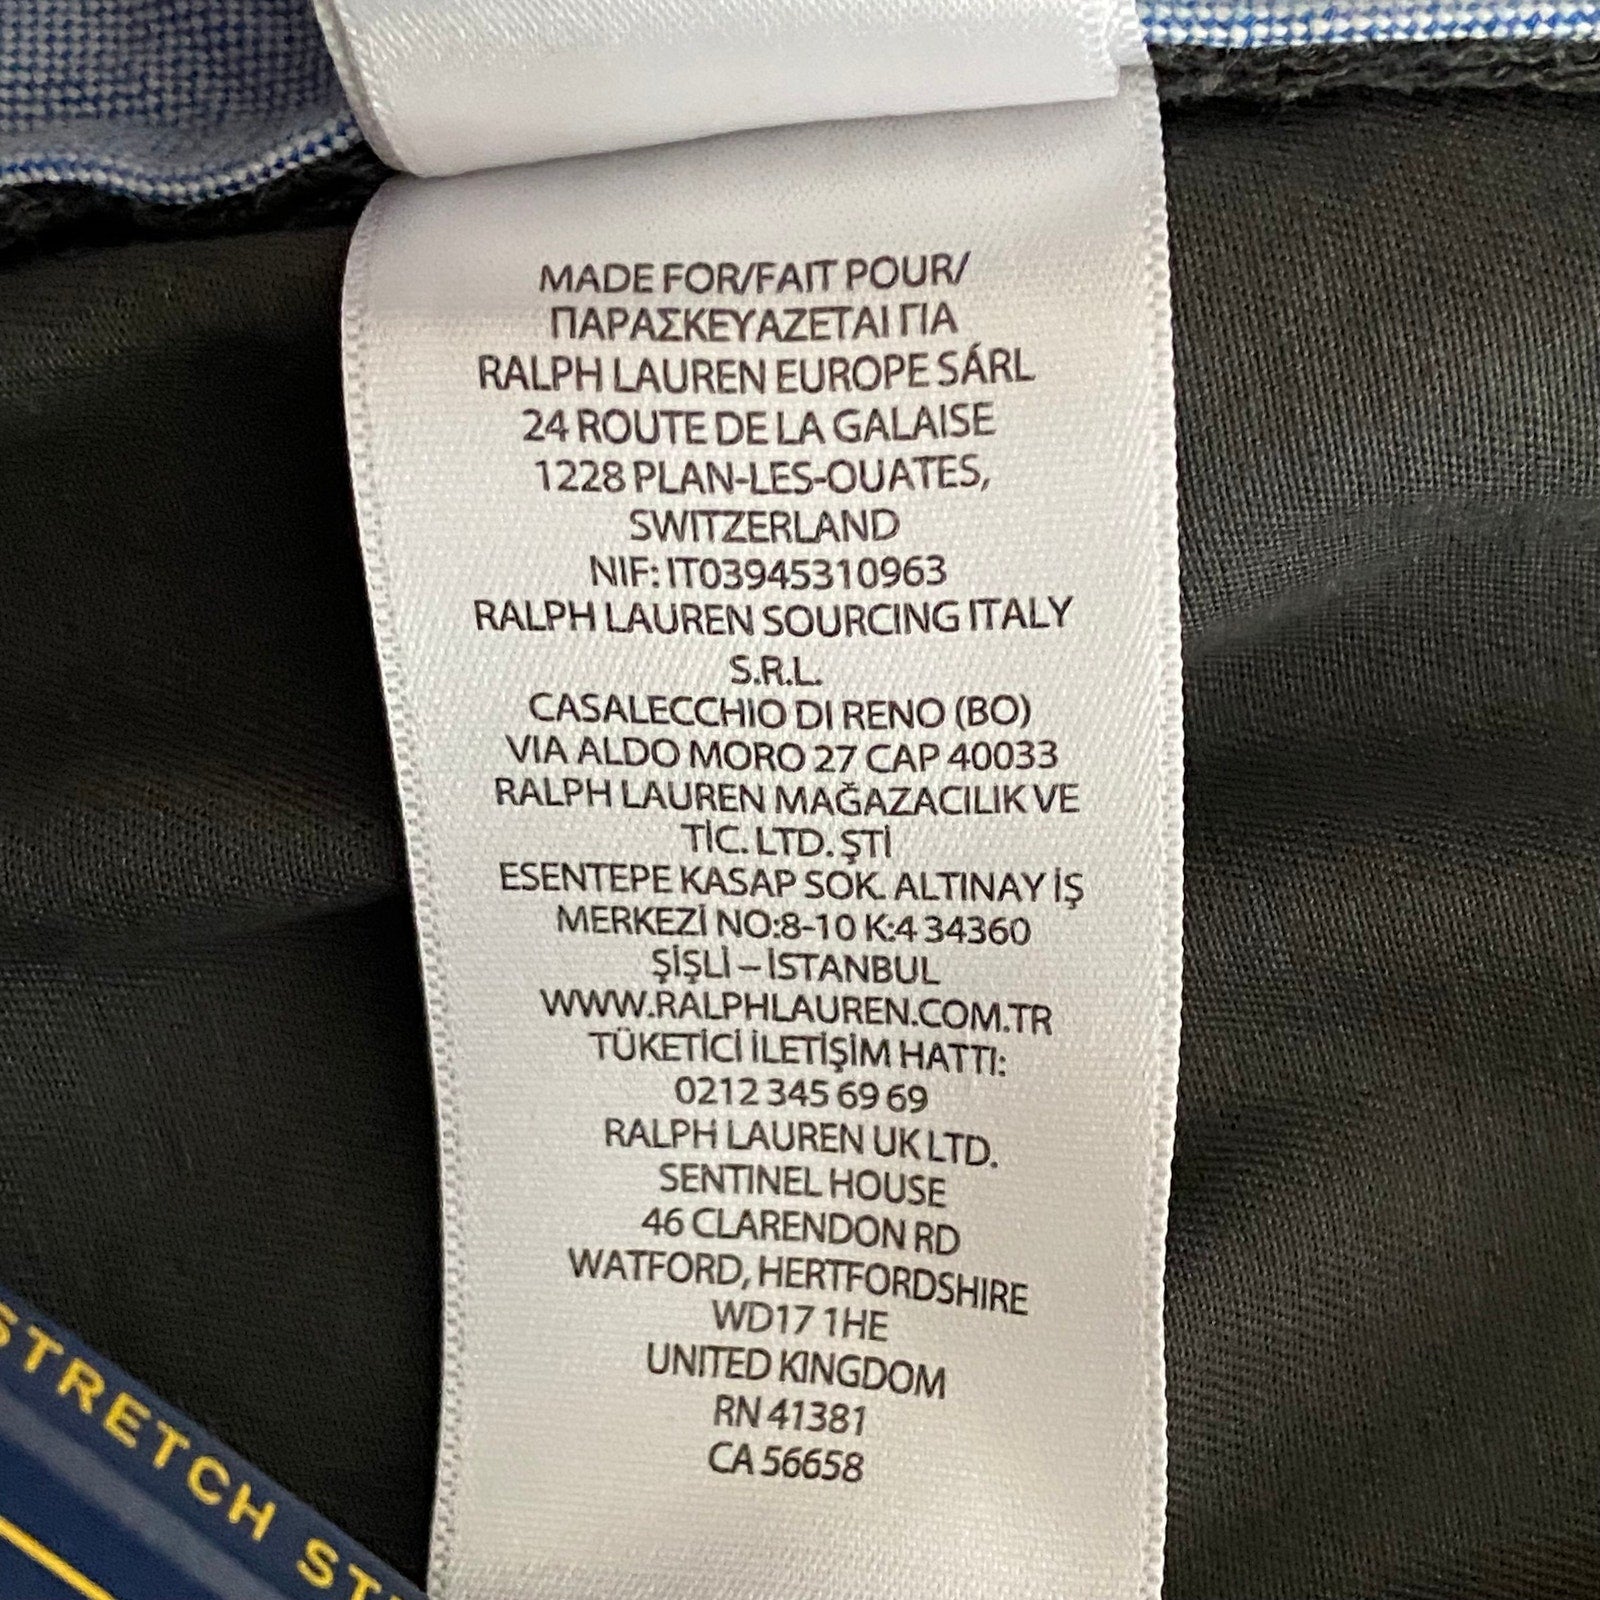 MADE FOR/FAIT POUR/
ΠΑΡΑΣΚΕΥΑΖΕΤΑΙ ΓΙΑ
RALPH LAUREN EUROPE SÁRL
24 ROUTE DE LA GALAISE
1228 PLAN-LES-OUATES,
SWITZERLAND
NIF: IT03945310963
RALPH LAUREN SOURCING ITALY
S.R.L.
CASALECCHIO DI RENO (BO)
VIA ALDO MORO 27 CAP 40033
RALPH LAUREN MAĞAZACILIK VE
TİC. LTD. ŞTİ
ESENTEPE KASAP SOK. ALTINAY İŞ
MERKEZİ NO:8-10 K:4 34360
ŞİŞLİ – İSTANBUL
WWW.RALPHLAUREN.COM.TR
TÜKETİCİ İLETİŞİM HATTI:
0212 345 69 69
RALPH LAUREN UK LTD.
SENTINEL HOUSE
46 CLARENDON RD
WATFORD, HERTFORDSHIRE
WD17 1HE
UNITED KINGDOM
RN 41381
CA 56658
STRETCH